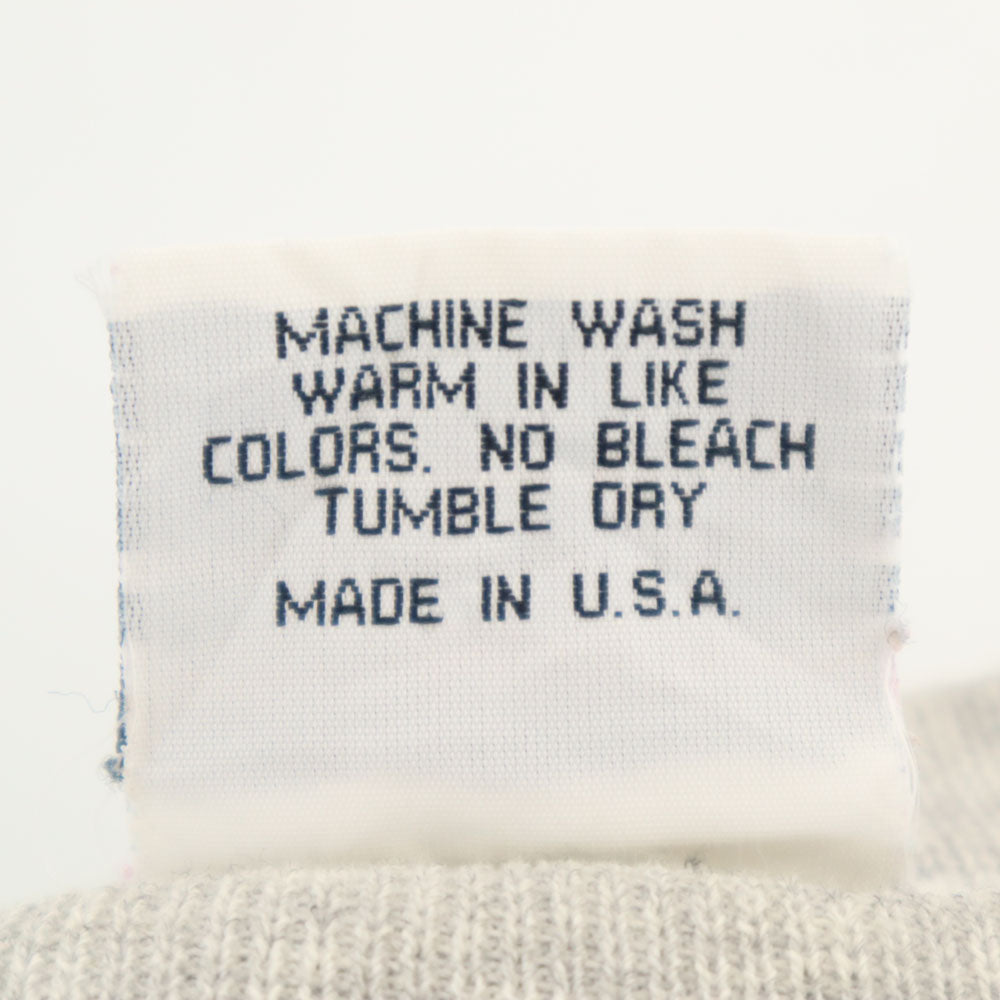 MACHINE WASH
WARM IN LIKE
COLORS. NO BLEACH
TUMBLE DRY
MADE IN U.S.A.